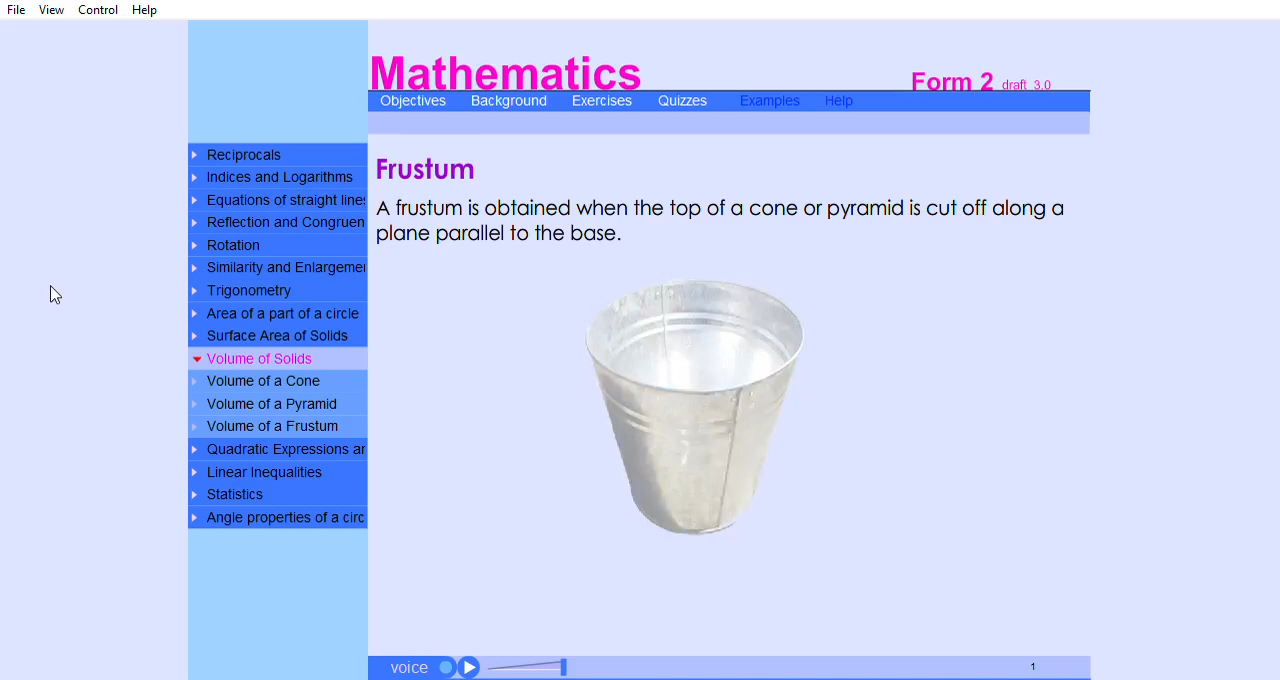 File View Control Help
Mathematics
Form 2 draft 3.0
Objectives Background Exercises Quizzes Examples Help
Reciprocals
Indices and Logarithms
Equations of straight lines
Reflection and Congruen
Rotation
Similarity and Enlargemen
Trigonometry
Area of a part of a circle
Surface Area of Solids
Volume of Solids
Volume of a Cone
Volume of a Pyramid
Volume of a Frustum
Quadratic Expressions an
Linear Inequalities
Statistics
Angle properties of a circ
Frustum
A frustum is obtained when the top of a cone or pyramid is cut off along a
plane parallel to the base.
voice
1